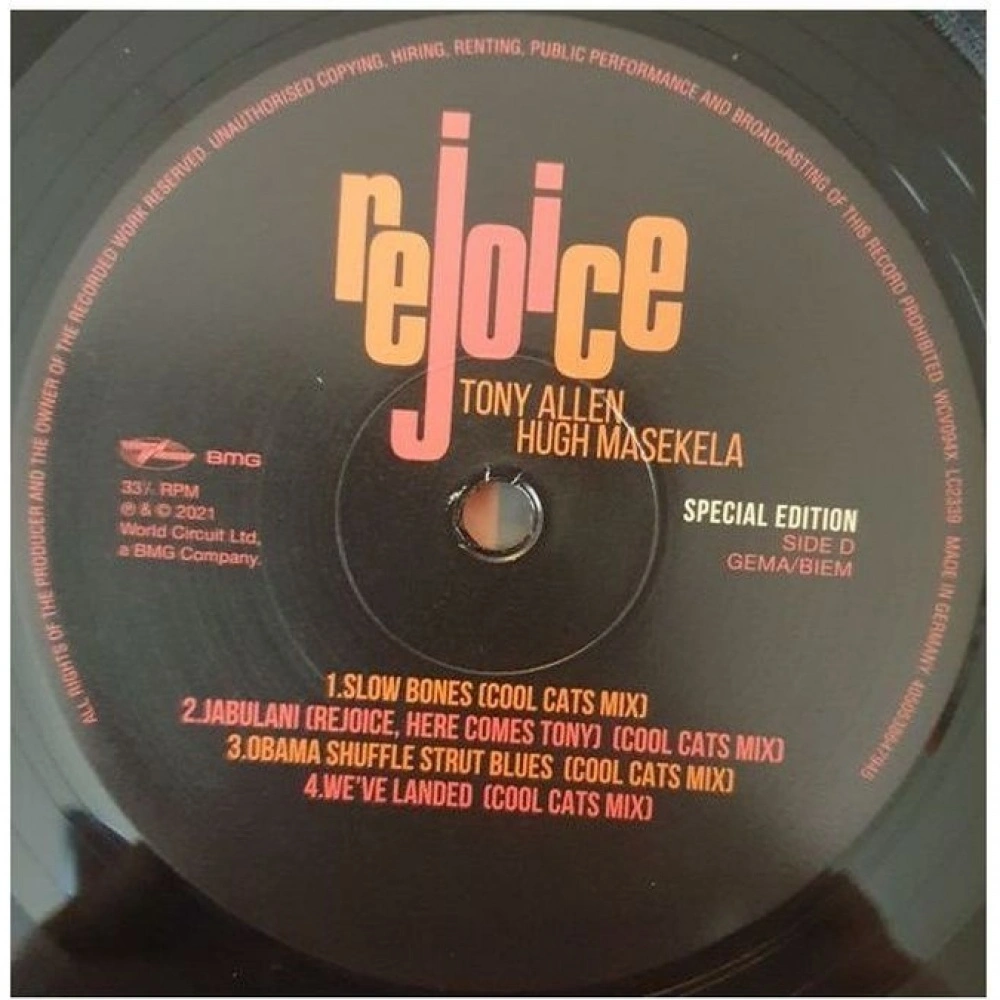 ALL RIGHTS OF THE PRODUCER AND THE OWNER OF THE RECORDED WORK RESERVED. UNAUTHORISED COPYING, HIRING, RENTING, PUBLIC PERFORMANCE AND BROADCASTING OF THIS RECORD PROHIBITED. WCV094X. LC2339 MADE IN GERMANY
rejoice
TONY ALLEN
HUGH MASEKELA
BMG
33⅓ RPM
℗ & © 2021
World Circuit Ltd,
a BMG Company.
SPECIAL EDITION
SIDE D
GEMA/BIEM
1.SLOW BONES (COOL CATS MIX)
2.JABULANI (REJOICE, HERE COMES TONY) (COOL CATS MIX)
3.OBAMA SHUFFLE STRUT BLUES (COOL CATS MIX)
4.WE'VE LANDED (COOL CATS MIX)